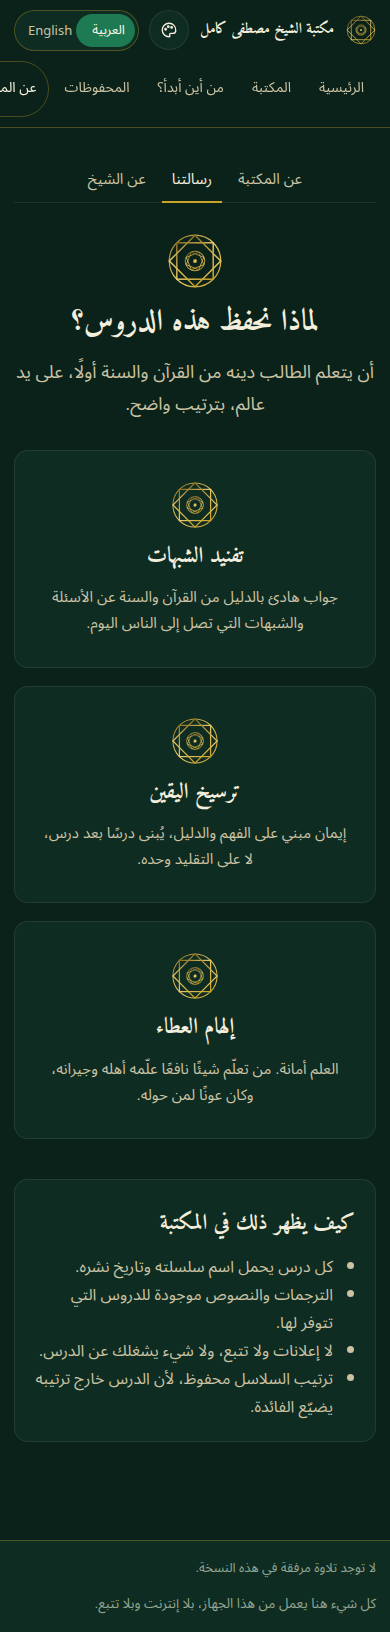 مكتبة الشيخ مصطفى كامل
العربية English
الرئيسية المكتبة من أين أبدأ؟ المحفوظات عن الم
عن المكتبة رسالتنا عن الشيخ
لماذا نحفظ هذه الدروس؟
أن يتعلم الطالب دينه من القرآن والسنة أولًا، على يد
عالم، بترتيب واضح.
تفنيد الشبهات
جواب هادئ بالدليل من القرآن والسنة عن الأسئلة
والشبهات التي تصل إلى الناس اليوم.
ترسيخ اليقين
إيمان مبني على الفهم والدليل، يُبنى درسًا بعد درس،
لا على التقليد وحده.
إلهام العطاء
العلم أمانة. من تعلّم شيئًا نافعًا علّمه أهله وجيرانه،
وكان عونًا لمن حوله.
كيف يظهر ذلك في المكتبة
كل درس يحمل اسم سلسلته وتاريخ نشره.
الترجمات والنصوص موجودة للدروس التي
تتوفر لها.
لا إعلانات ولا تتبع، ولا شيء يشغلك عن الدرس.
ترتيب السلاسل محفوظ، لأن الدرس خارج ترتيبه
يضيّع الفائدة.
لا توجد تلاوة مرفقة في هذه النسخة.
كل شيء هنا يعمل من هذا الجهاز، بلا إنترنت وبلا تتبع.